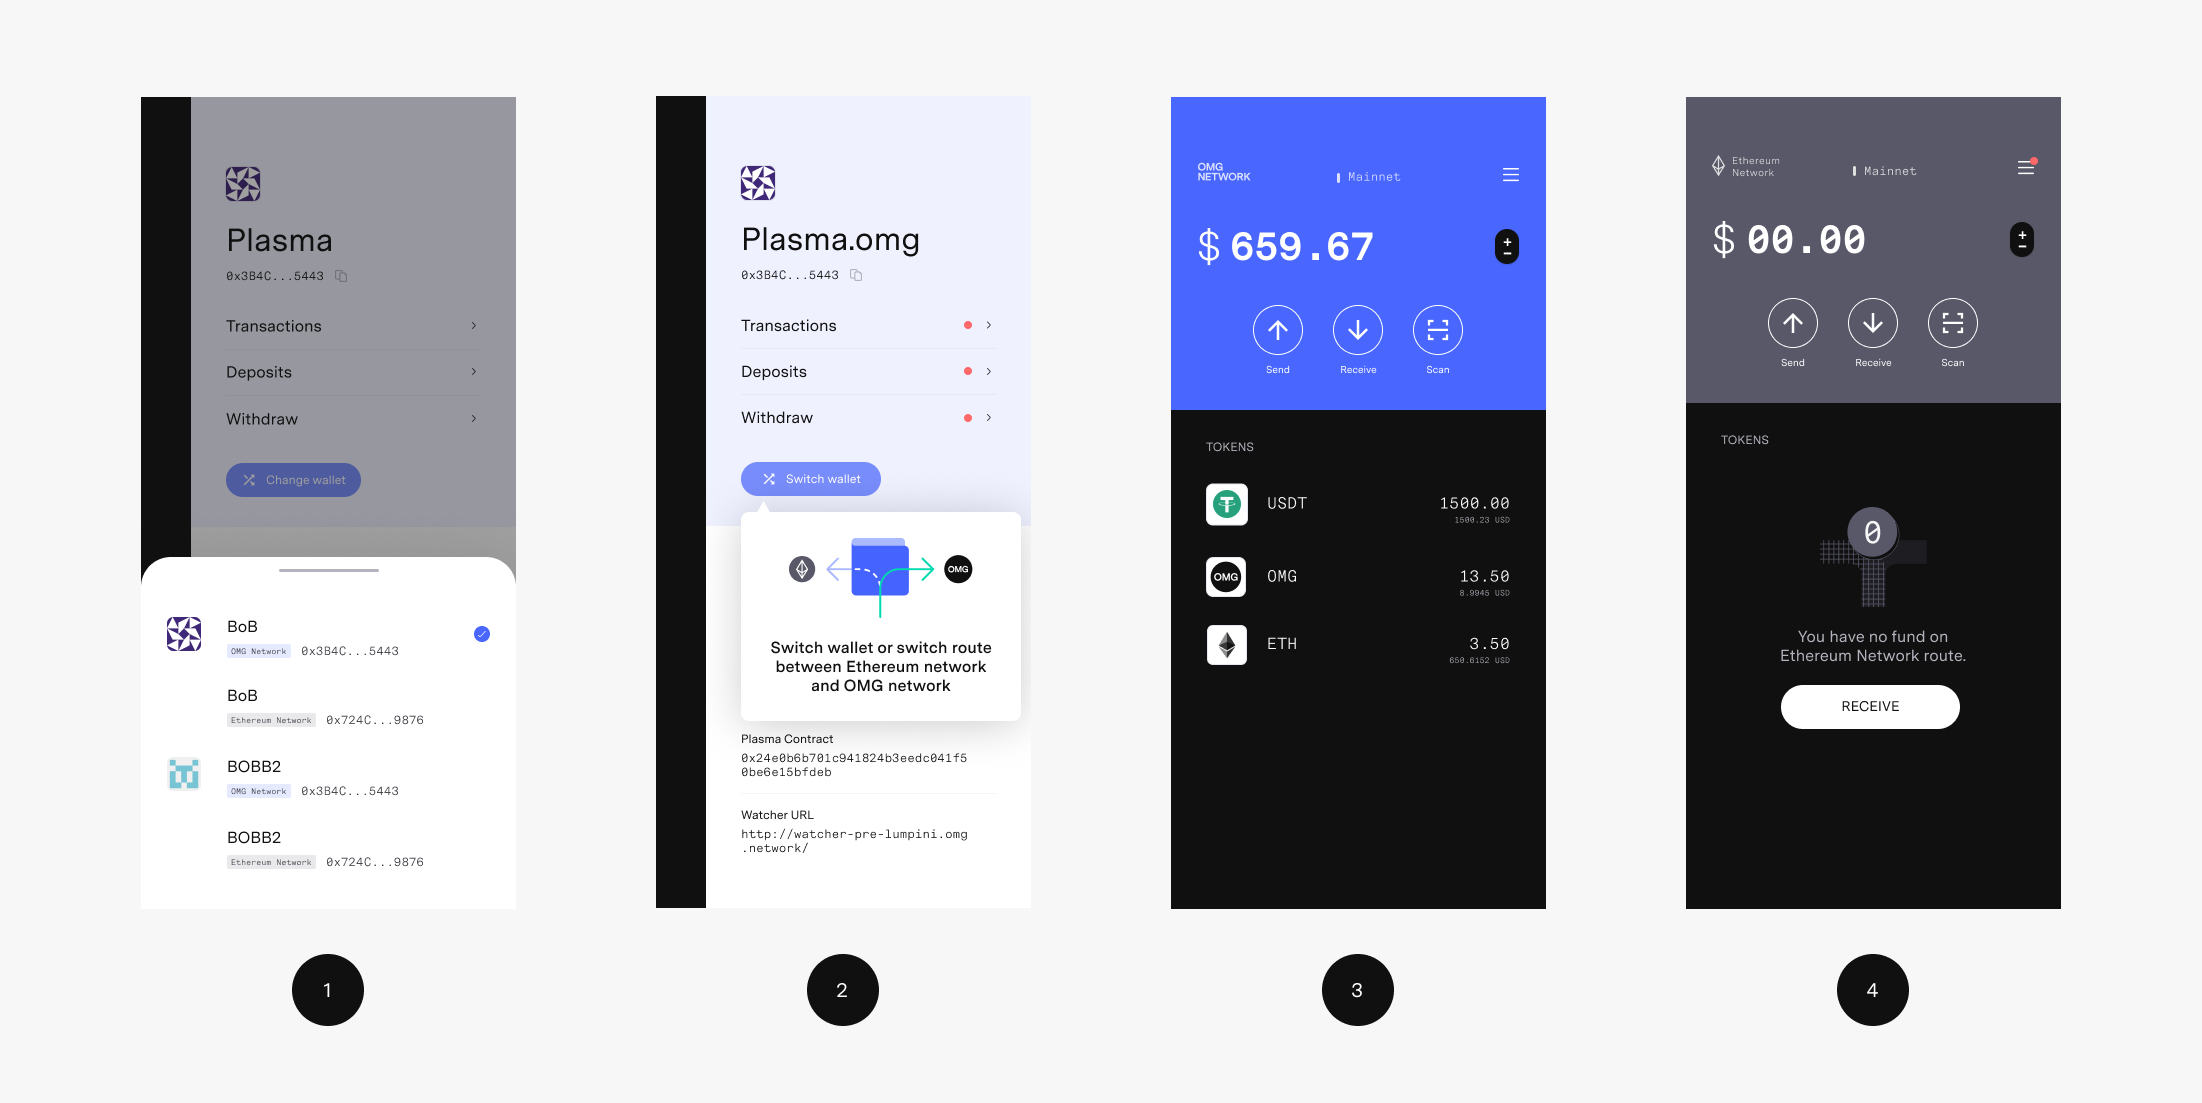 Plasma
0x3B4C...5443
Transactions
Deposits
Withdraw
Change wallet
BoB
OMG Network 0x3B4C...5443
BoB
Ethereum Network 0x724C...9876
BOBB2
OMG Network 0x3B4C...5443
BOBB2
Ethereum Network 0x724C...9876
1
Plasma.omg
0x3B4C...5443
Transactions
Deposits
Withdraw
Switch wallet
OMG
Switch wallet or switch route
between Ethereum network
and OMG network
Plasma Contract
0x24e0b6b701c941824b3eedc041f5
0be6e15bfdeb
Watcher URL
http://watcher-pre-lumpini.omg
.network/
2
OMG
NETWORK
Mainnet
$ 659.67
+
−
Send Receive Scan
TOKENS
USDT 1500.00
1500.23 USD
OMG OMG 13.50
8.9945 USD
ETH 3.50
650.6152 USD
3
Ethereum
Network
Mainnet
$ 00.00
+
−
Send Receive Scan
TOKENS
0
You have no fund on
Ethereum Network route.
RECEIVE
4